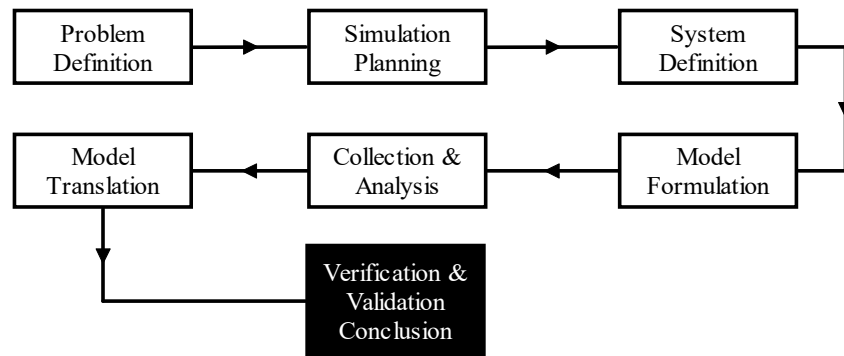 Problem
Definition
Simulation
Planning
System
Definition
Model
Translation
Collection &
Analysis
Model
Formulation
Verification &
Validation
Conclusion